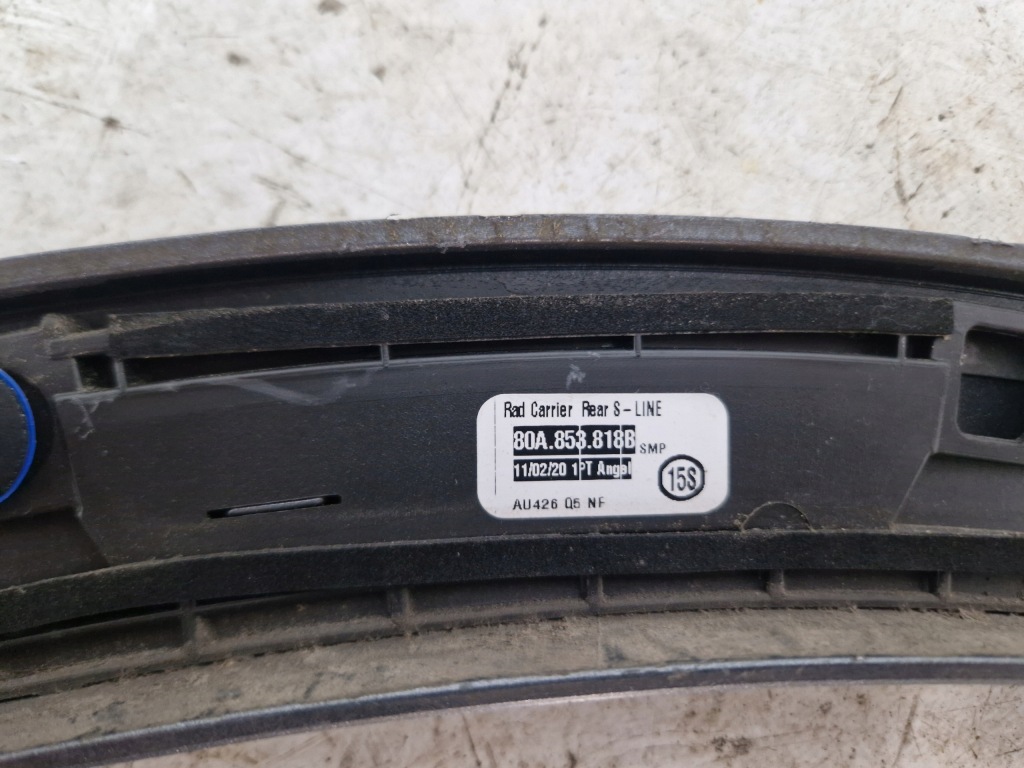 Rad Carrier Rear S-LINE
80A.853.818B SMP
11/02/20 1PT Angel
15S
AU426 Q5 NF